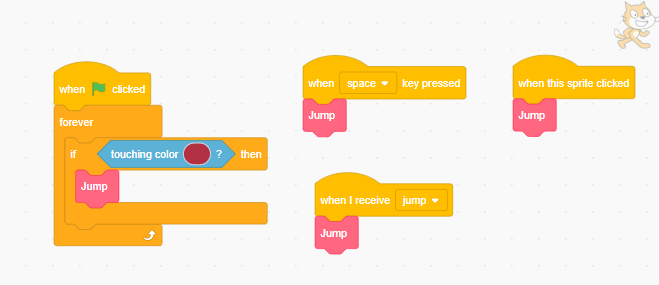 when clicked
forever
if touching color ? then
Jump
when space key pressed
Jump
when I receive jump
Jump
when this sprite clicked
Jump